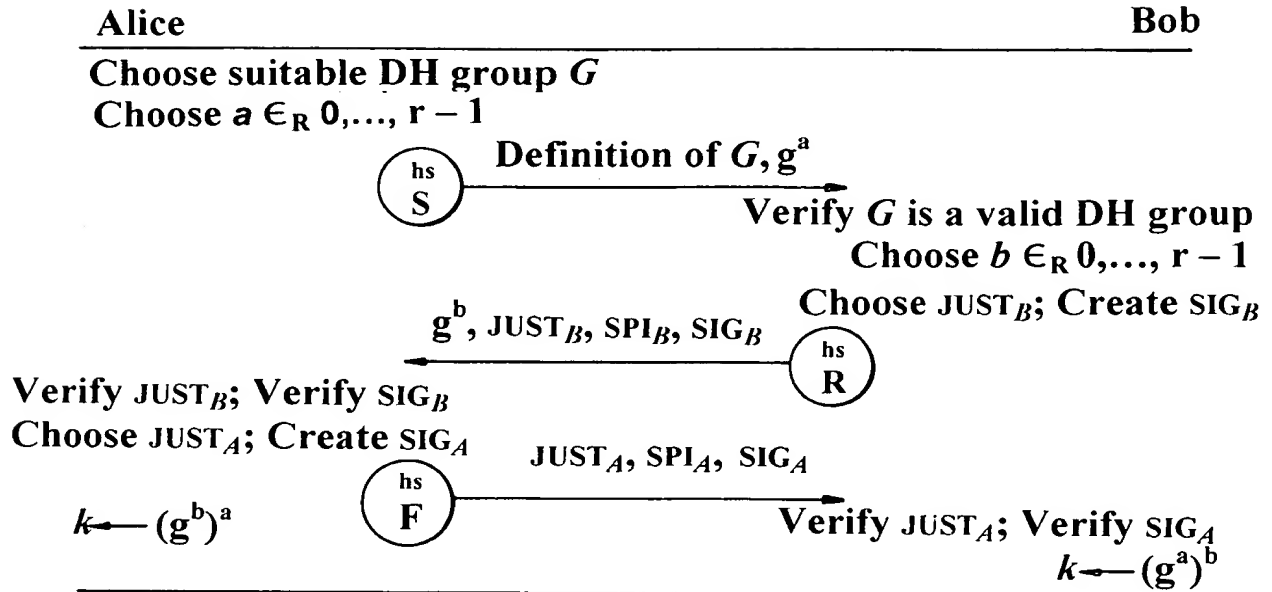 Alice Bob
Choose suitable DH group G
Choose a ∈R 0,..., r – 1
hs
S
Definition of G, g^a
Verify G is a valid DH group
Choose b ∈R 0,..., r – 1
Choose JUST_B; Create SIG_B
g^b, JUST_B, SPI_B, SIG_B
hs
R
Verify JUST_B; Verify SIG_B
Choose JUST_A; Create SIG_A
JUST_A, SPI_A, SIG_A
hs
F
k ← (g^b)^a
Verify JUST_A; Verify SIG_A
k ← (g^a)^b